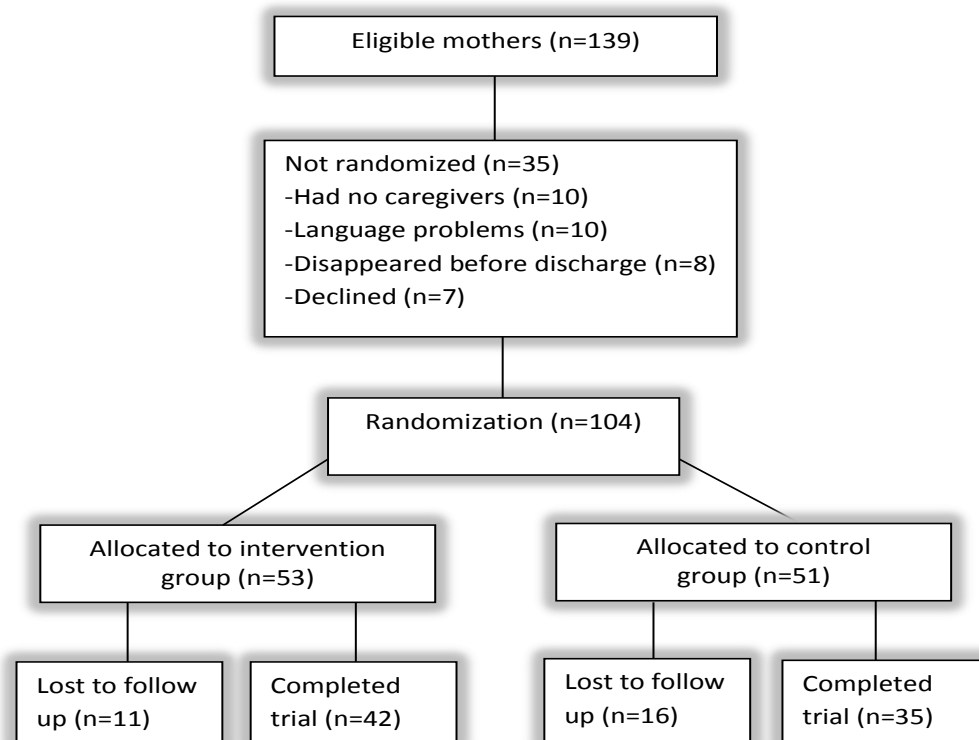 Eligible mothers (n=139)
Not randomized (n=35)
-Had no caregivers (n=10)
-Language problems (n=10)
-Disappeared before discharge (n=8)
-Declined (n=7)
Randomization (n=104)
Allocated to intervention
group (n=53)
Allocated to control
group (n=51)
Lost to follow
up (n=11)
Completed
trial (n=42)
Lost to follow
up (n=16)
Completed
trial (n=35)